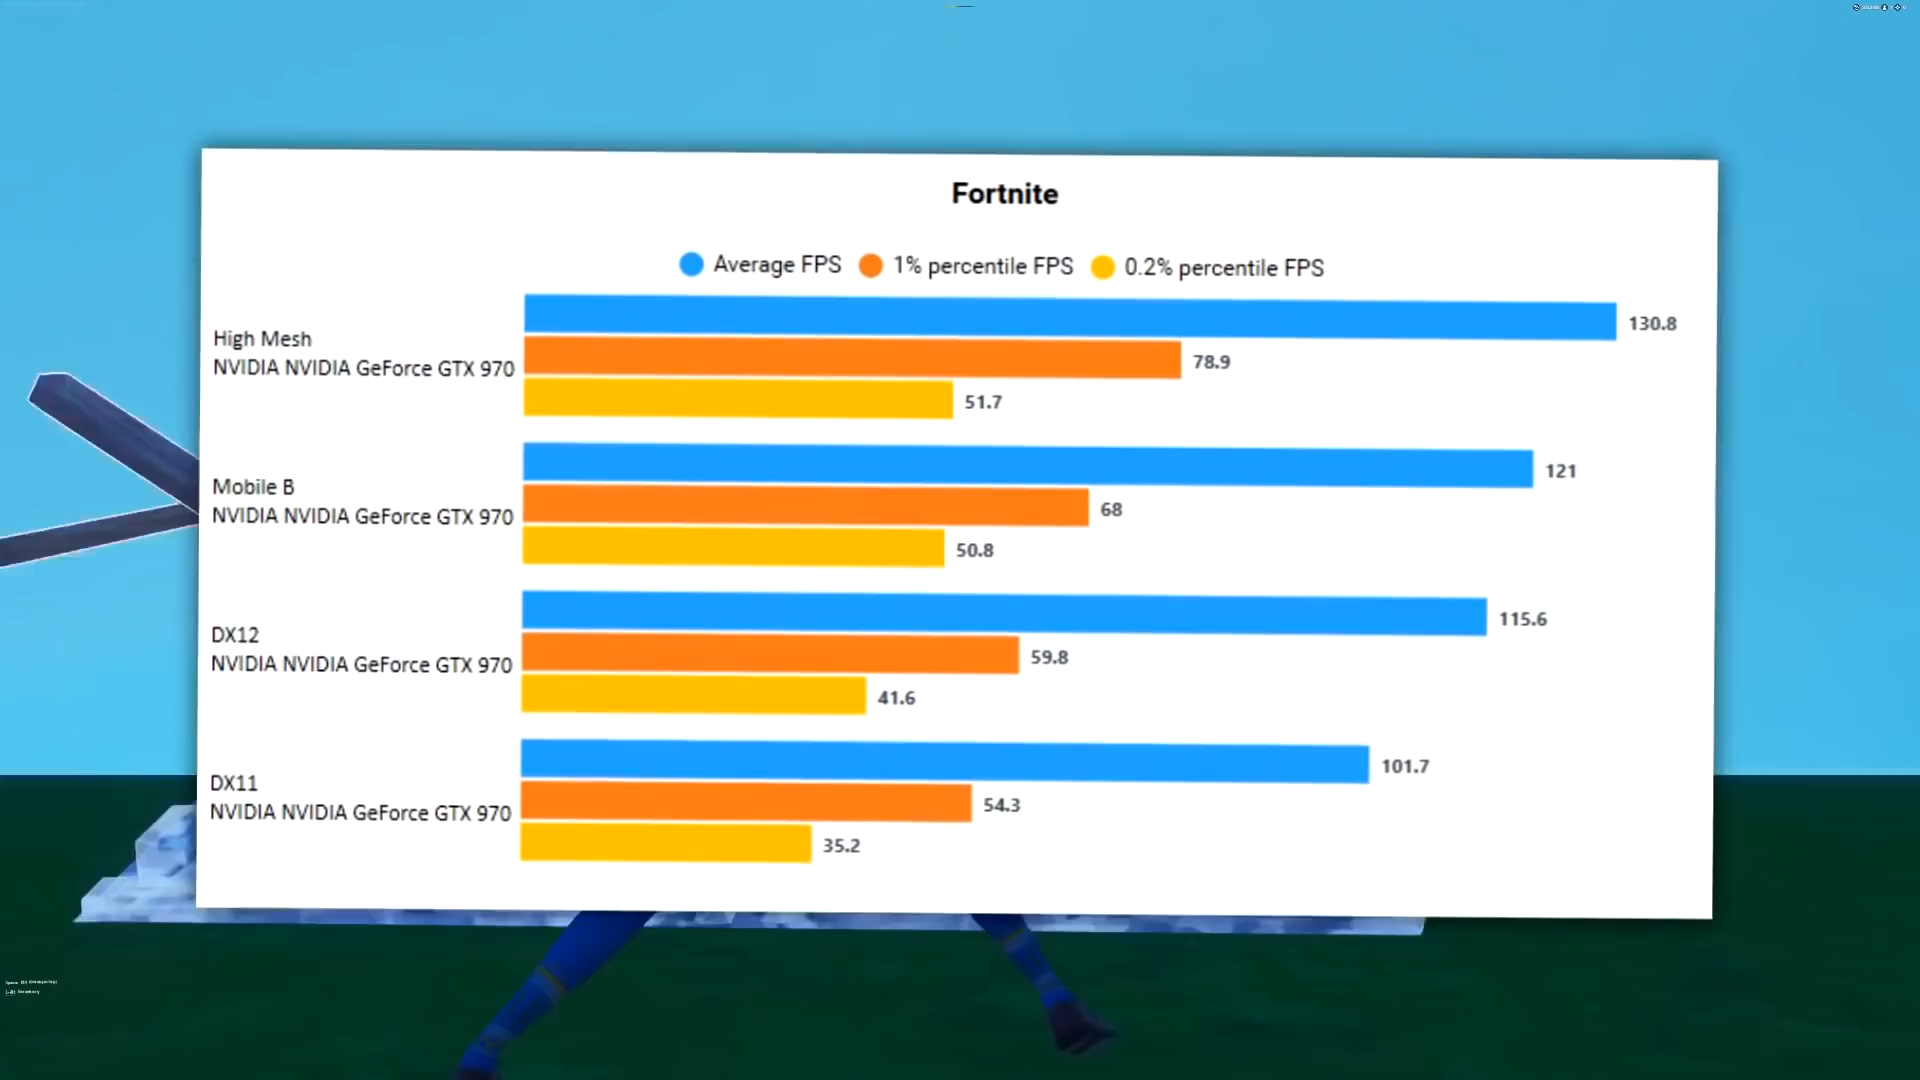 Fortnite
Average FPS 1% percentile FPS 0.2% percentile FPS
High Mesh
NVIDIA NVIDIA GeForce GTX 970
130.8
78.9
51.7
Mobile B
NVIDIA NVIDIA GeForce GTX 970
121
68
50.8
DX12
NVIDIA NVIDIA GeForce GTX 970
115.6
59.8
41.6
DX11
NVIDIA NVIDIA GeForce GTX 970
101.7
54.3
35.2